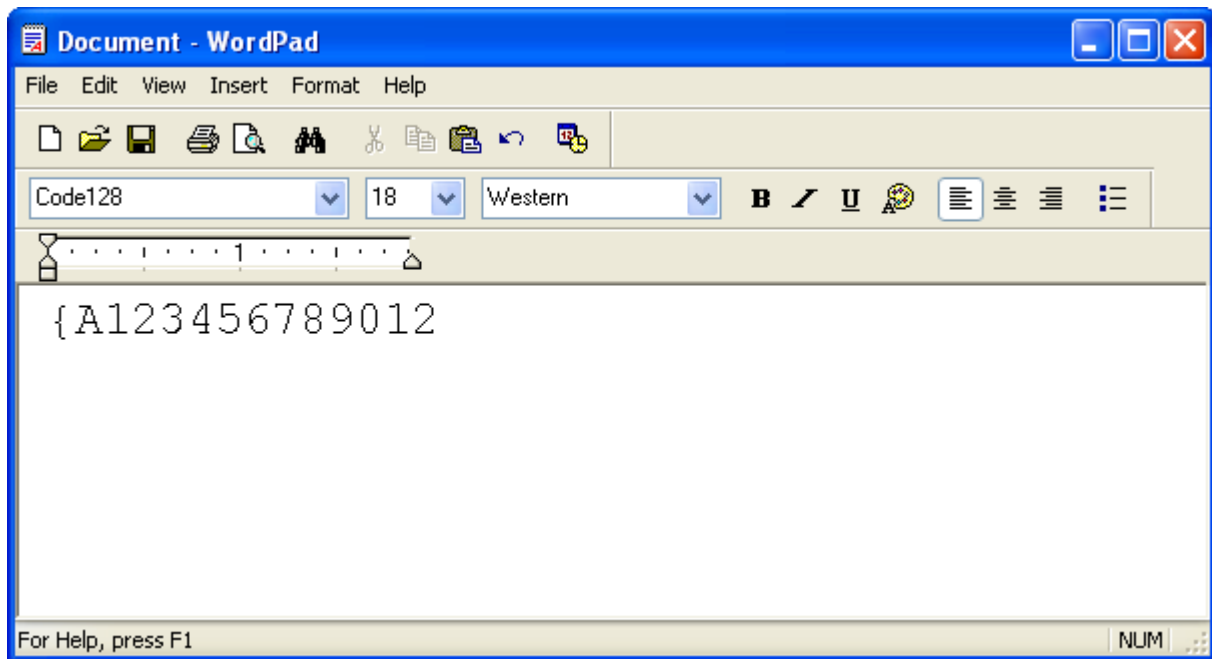 Document - WordPad
File Edit View Insert Format Help
Code128 18 Western B U
1
{A123456789012
For Help, press F1 NUM